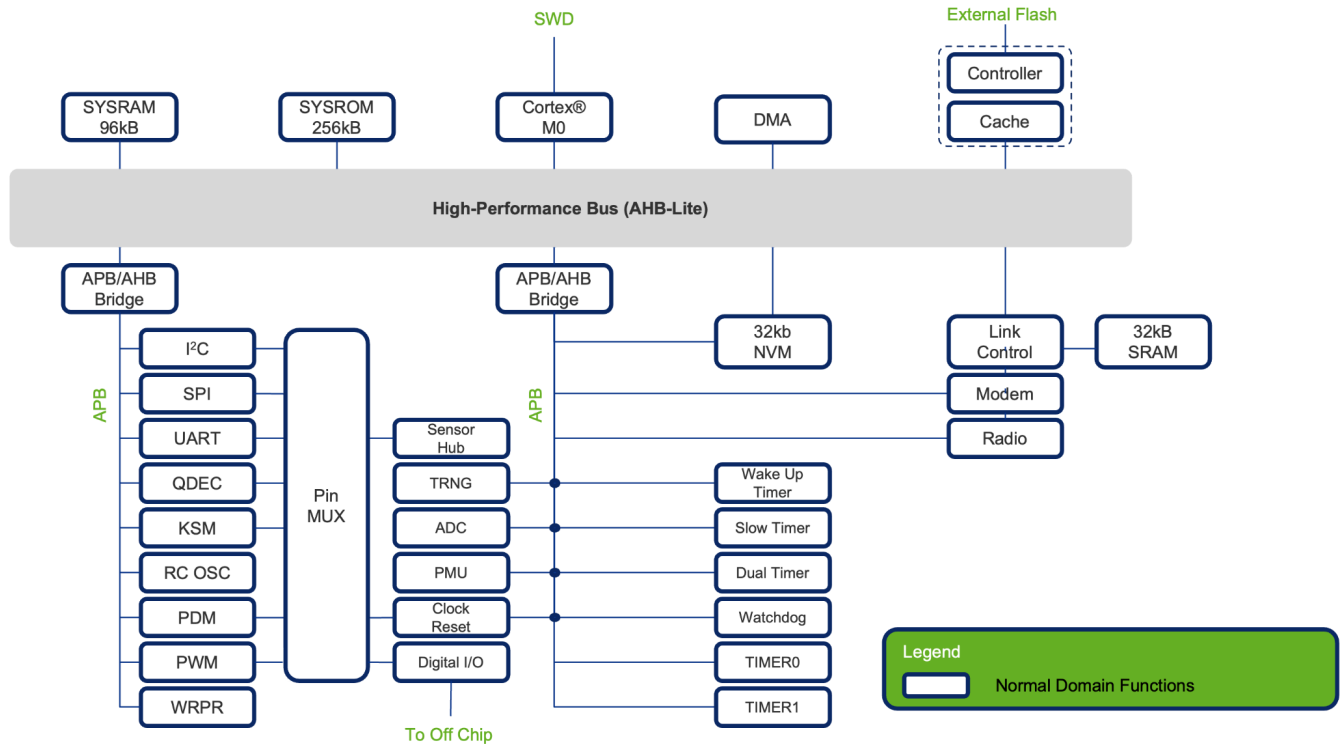 SWD
External Flash
Controller
SYSRAM
96kB
SYSROM
256kB
Cortex®
M0
DMA
Cache
High-Performance Bus (AHB-Lite)
APB/AHB
Bridge
APB/AHB
Bridge
I²C
32kb
NVM
Link
Control
32kB
SRAM
APB
SPI
APB
Modem
UART
Sensor
Hub
Radio
QDEC
Pin
MUX
TRNG
Wake Up
Timer
KSM
ADC
Slow Timer
RC OSC
PMU
Dual Timer
PDM
Clock
Reset
Watchdog
PWM
Digital I/O
TIMER0
WRPR
TIMER1
To Off Chip
Legend
Normal Domain Functions